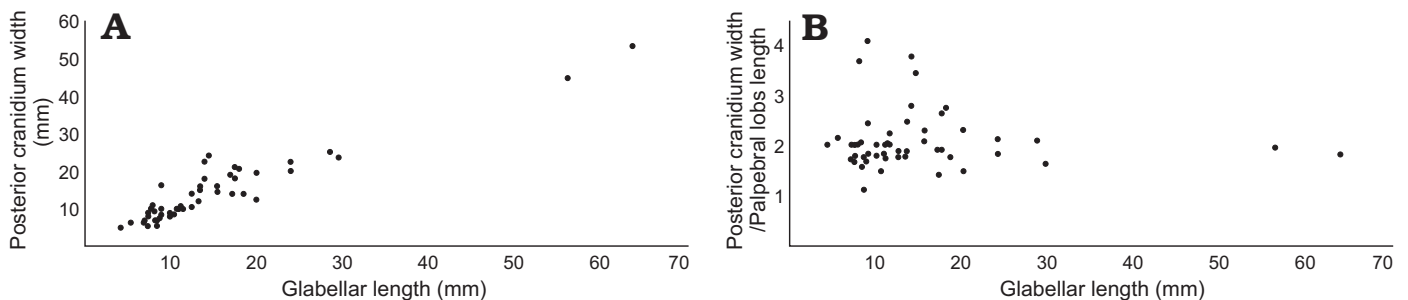 A
Posterior cranidium width
(mm)
60
50
40
30
20
10
10 20 30 40 50 60 70
Glabellar length (mm)
B
Posterior cranidium width
/Palpebral lobs length
4
3
2
1
10 20 30 40 50 60 70
Glabellar length (mm)